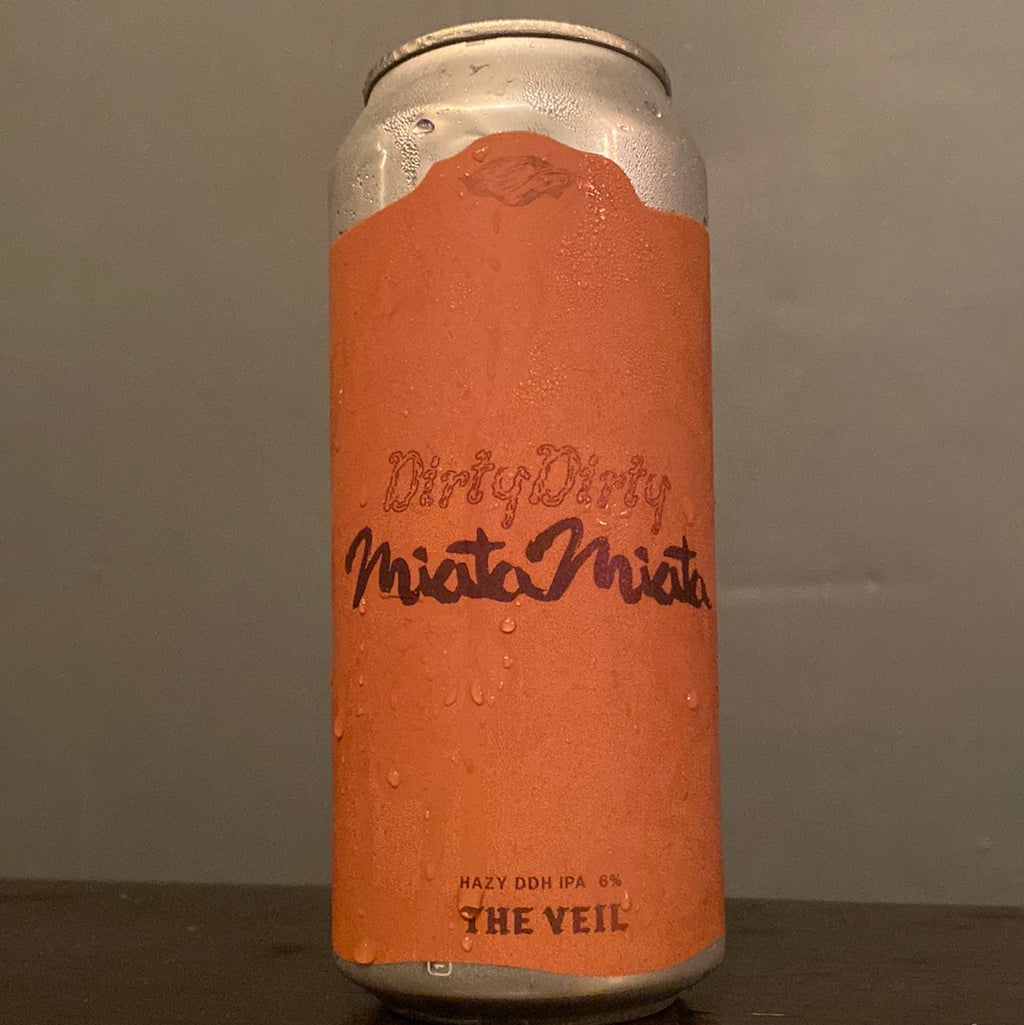 Dirty Dirty
Miata Miata
HAZY DDH IPA 6%
THE VEIL